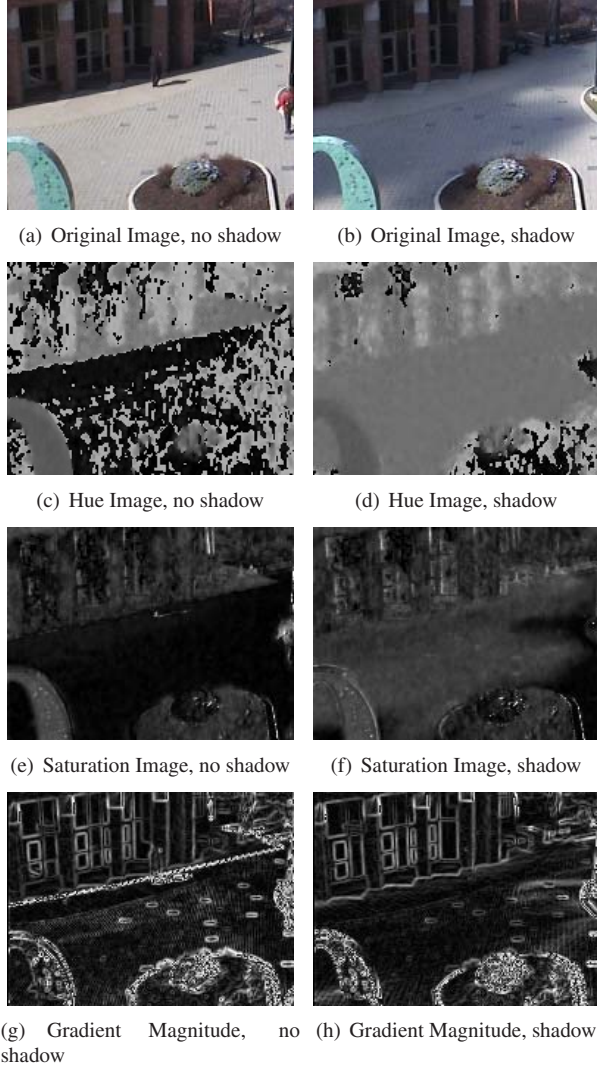 (a) Original Image, no shadow
(b) Original Image, shadow
(c) Hue Image, no shadow
(d) Hue Image, shadow
(e) Saturation Image, no shadow
(f) Saturation Image, shadow
(g) Gradient Magnitude, no
shadow
(h) Gradient Magnitude, shadow